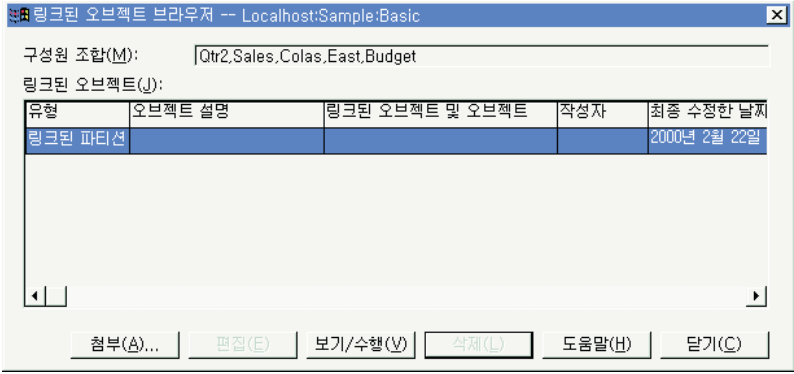 링크된 오브젝트 브라우저 -- Localhost:Sample:Basic
구성원 조합(M): Qtr2,Sales,Colas,East,Budget
링크된 오브젝트(J):
유형 오브젝트 설명 링크된 오브젝트 및 오브젝트 작성자 최종 수정한 날짜
링크된 파티션 2000년 2월 22일
첨부(A)... 편집(E) 보기/수행(V) 삭제(L) 도움말(H) 닫기(C)